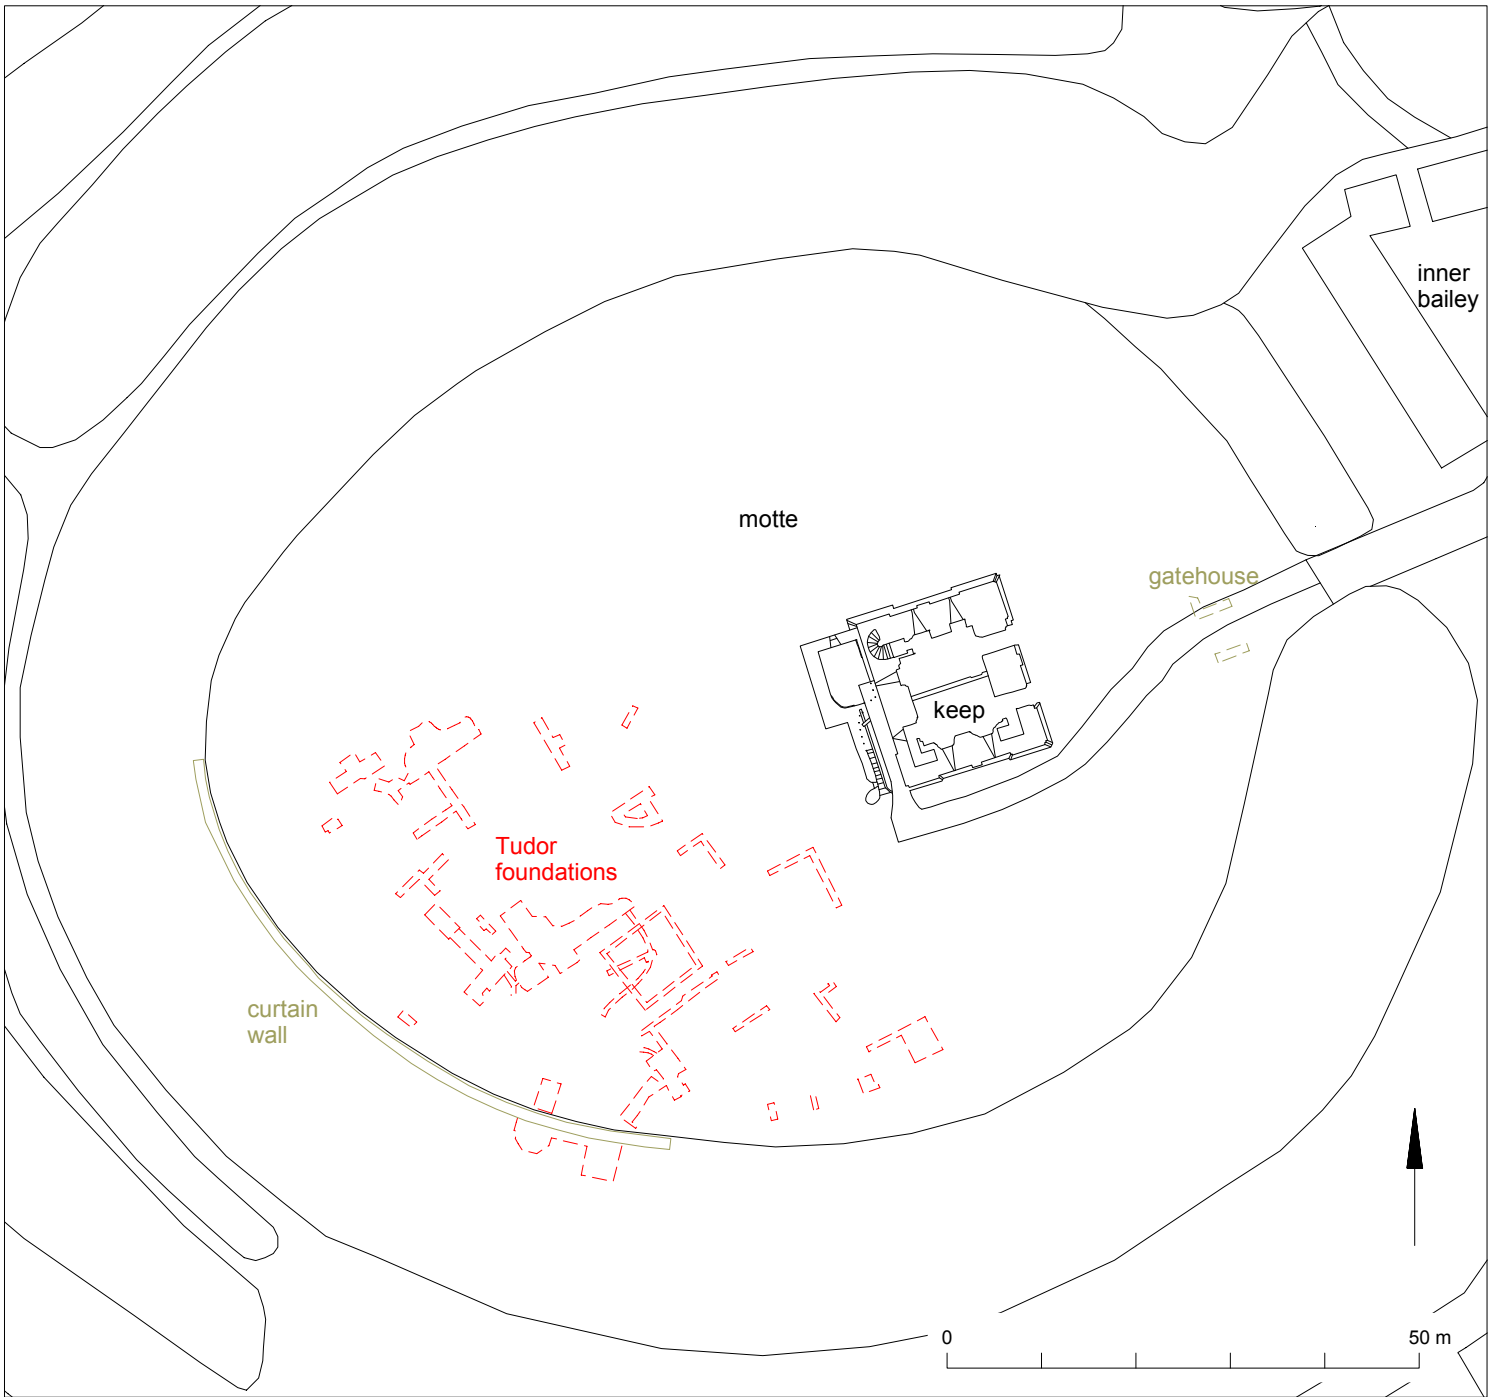 inner
bailey
motte
gatehouse
keep
Tudor
foundations
curtain
wall
0
50 m